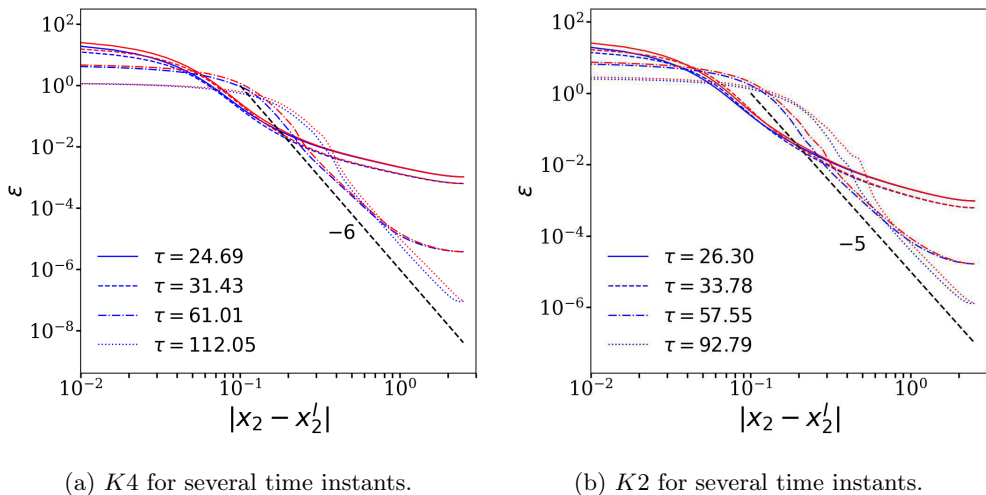 10^2
10^0
10^{-2}
10^{-4}
10^{-6}
10^{-8}
ε
−6
τ = 24.69
τ = 31.43
τ = 61.01
τ = 112.05
10^{-2}
10^{-1}
10^0
|x_2 − x_2^I|
(a) K4 for several time instants.
10^2
10^0
10^{-2}
10^{-4}
10^{-6}
ε
−5
τ = 26.30
τ = 33.78
τ = 57.55
τ = 92.79
10^{-2}
10^{-1}
10^0
|x_2 − x_2^I|
(b) K2 for several time instants.